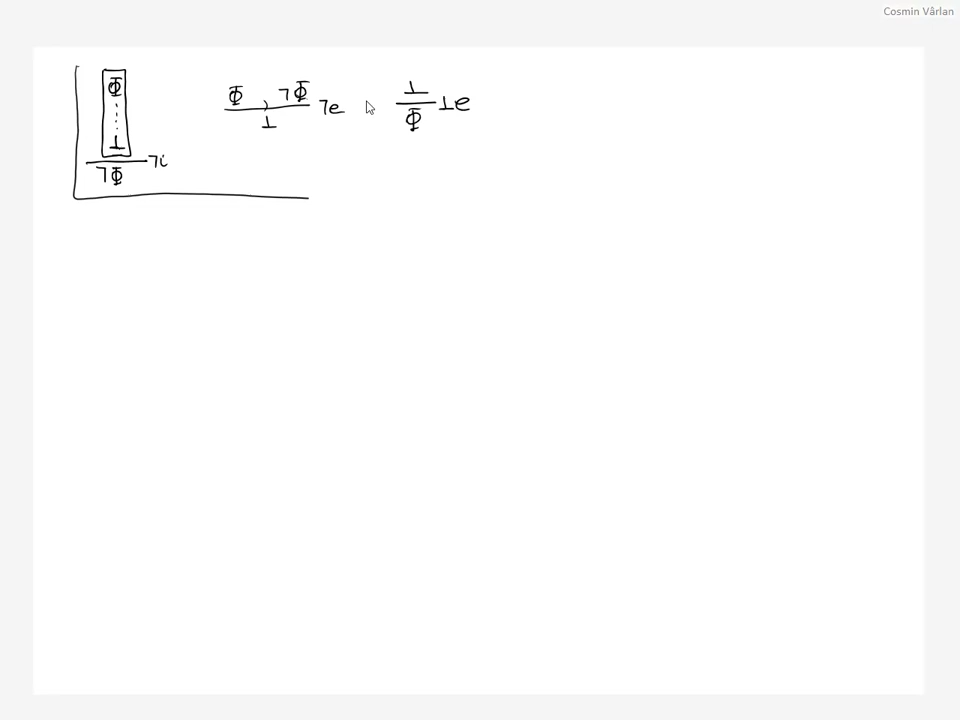 Cosmin Vârlan
Φ
⋮
⊥
¬Φ ¬i
Φ , ¬Φ
⊥ ¬e
⊥
Φ ⊥e